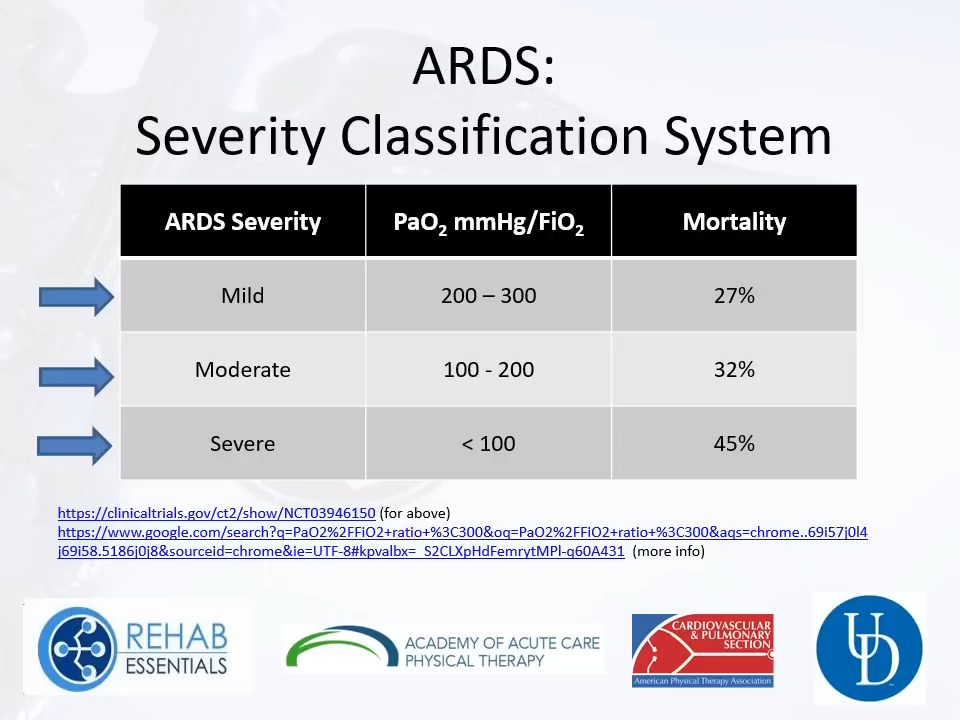 ARDS:
Severity Classification System
ARDS Severity PaO2 mmHg/FiO2 Mortality
Mild 200 – 300 27%
Moderate 100 - 200 32%
Severe < 100 45%
https://clinicaltrials.gov/ct2/show/NCT03946150 (for above)
https://www.google.com/search?q=PaO2%2FFiO2+ratio+%3C300&oq=PaO2%2FFiO2+ratio+%3C300&aqs=chrome..69i57j0l4
j69i58.5186j0j8&sourceid=chrome&ie=UTF-8#kpvalbx=_S2CLXpHdFemrytMPl-q60A431 (more info)
REHAB
ESSENTIALS
ACADEMY OF ACUTE CARE
PHYSICAL THERAPY
CARDIOVASCULAR
& PULMONARY
SECTION
American Physical Therapy Association
UD